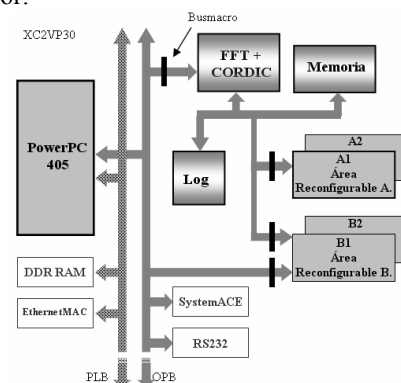 or.
Busmacro
XC2VP30
FFT +
CORDIC
Memoria
PowerPC
405
Log
A2
A1
Área
Reconfigurable A.
B2
B1
Área
Reconfigurable B.
DDR RAM
EthernetMAC
SystemACE
RS232
PLB
OPB